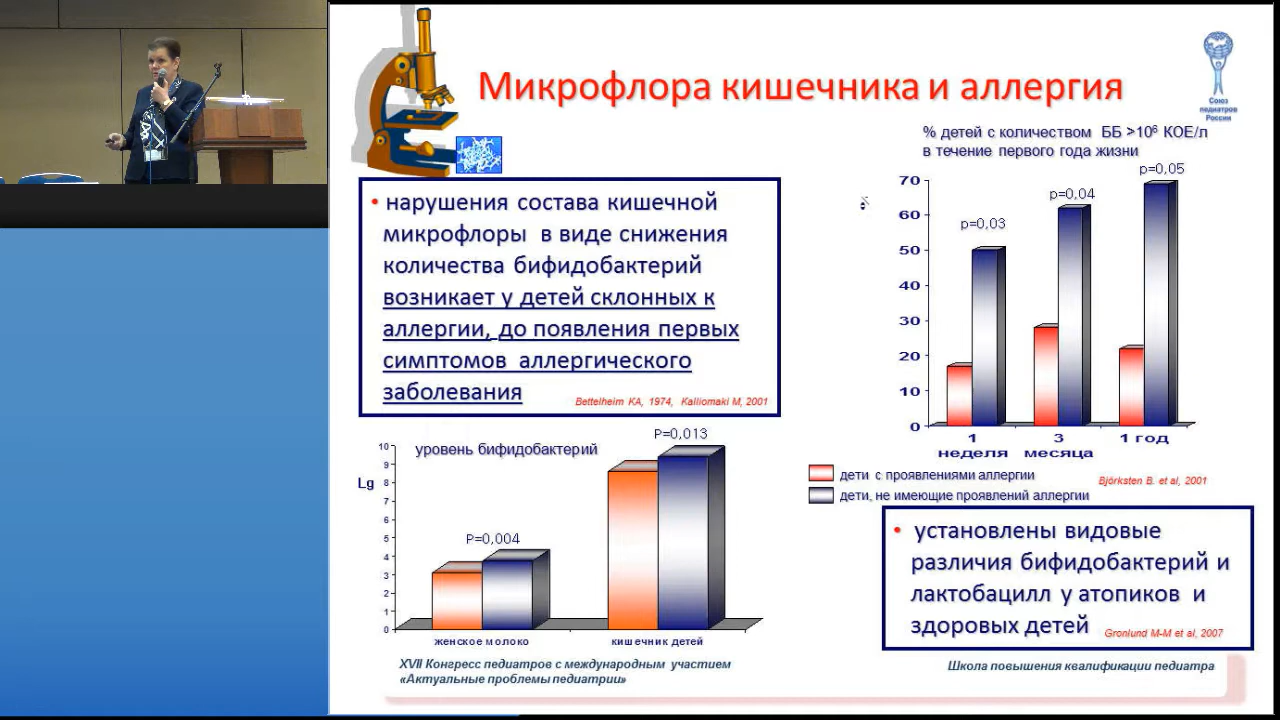 Микрофлора кишечника и аллергия
Союз
педиатров
России
нарушения состава кишечной
микрофлоры в виде снижения
количества бифидобактерий
возникает у детей склонных к
аллергии, до появления первых
симптомов аллергического
заболевания
Bettelheim KA, 1974, Kalliomaki M, 2001
% детей с количеством ББ >10⁶ КОЕ/л
в течение первого года жизни
%
70
60
50
40
30
20
10
0
p=0,03
p=0,04
p=0,05
1 неделя
3 месяца
1 год
дети с проявлениями аллергии
дети, не имеющие проявлений аллергии
Björksten B. et al, 2001
уровень бифидобактерий
Lg
10
9
8
7
6
5
4
3
2
1
0
P=0,004
P=0,013
женское молоко
кишечник детей
• установлены видовые
различия бифидобактерий и
лактобацилл у атопиков и
здоровых детей
Gronlund M-M et al, 2007
XVII Конгресс педиатров с международным участием
«Актуальные проблемы педиатрии»
Школа повышения квалификации педиатра